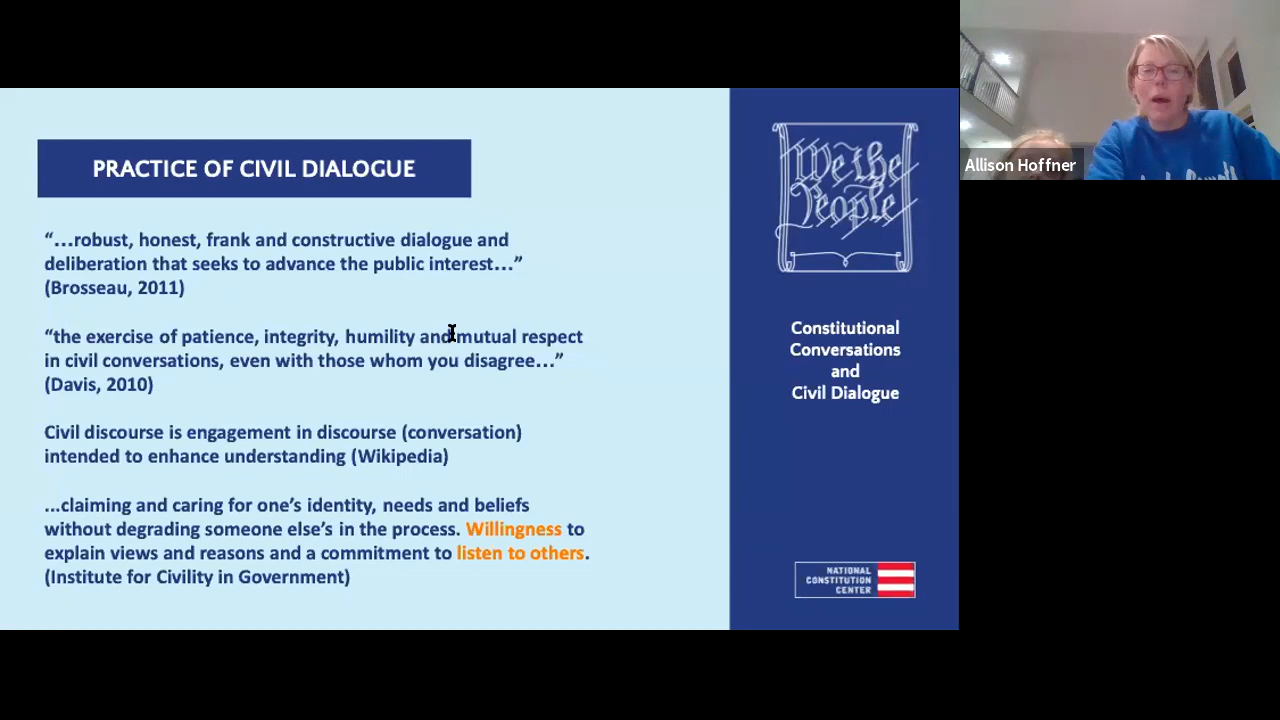 PRACTICE OF CIVIL DIALOGUE
“…robust, honest, frank and constructive dialogue and
deliberation that seeks to advance the public interest…”
(Brosseau, 2011)
“the exercise of patience, integrity, humility and mutual respect
in civil conversations, even with those whom you disagree…”
(Davis, 2010)
Civil discourse is engagement in discourse (conversation)
intended to enhance understanding (Wikipedia)
...claiming and caring for one’s identity, needs and beliefs
without degrading someone else’s in the process. Willingness to
explain views and reasons and a commitment to listen to others.
(Institute for Civility in Government)
We the
People
Constitutional
Conversations
and
Civil Dialogue
NATIONAL
CONSTITUTION
CENTER
Allison Hoffner